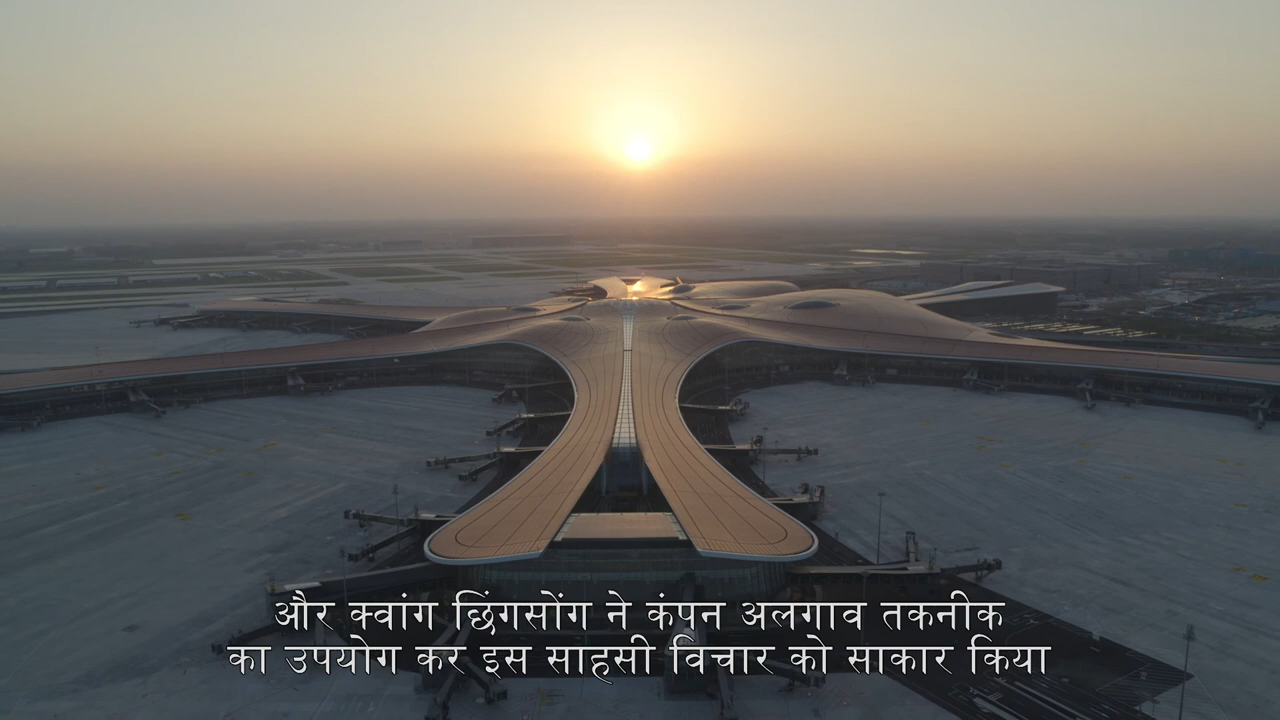 और क्वांग छिंगसोंग ने कंपन अलगाव तकनीक
का उपयोग कर इस साहसी विचार को साकार किया